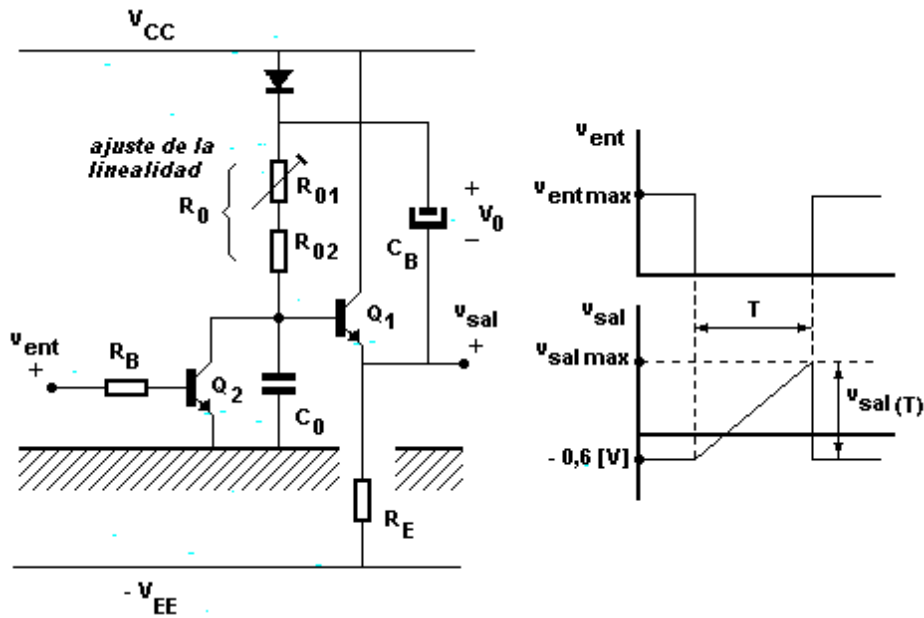 VCC
ajuste de la
linealidad
R0
R01
R02
CB
+
V0
−
Q1
vsal
+
vent
+
RB
Q2
C0
RE
- VEE
vent
vent max
T
vsal
vsal max
vsal (T)
- 0,6 [V]